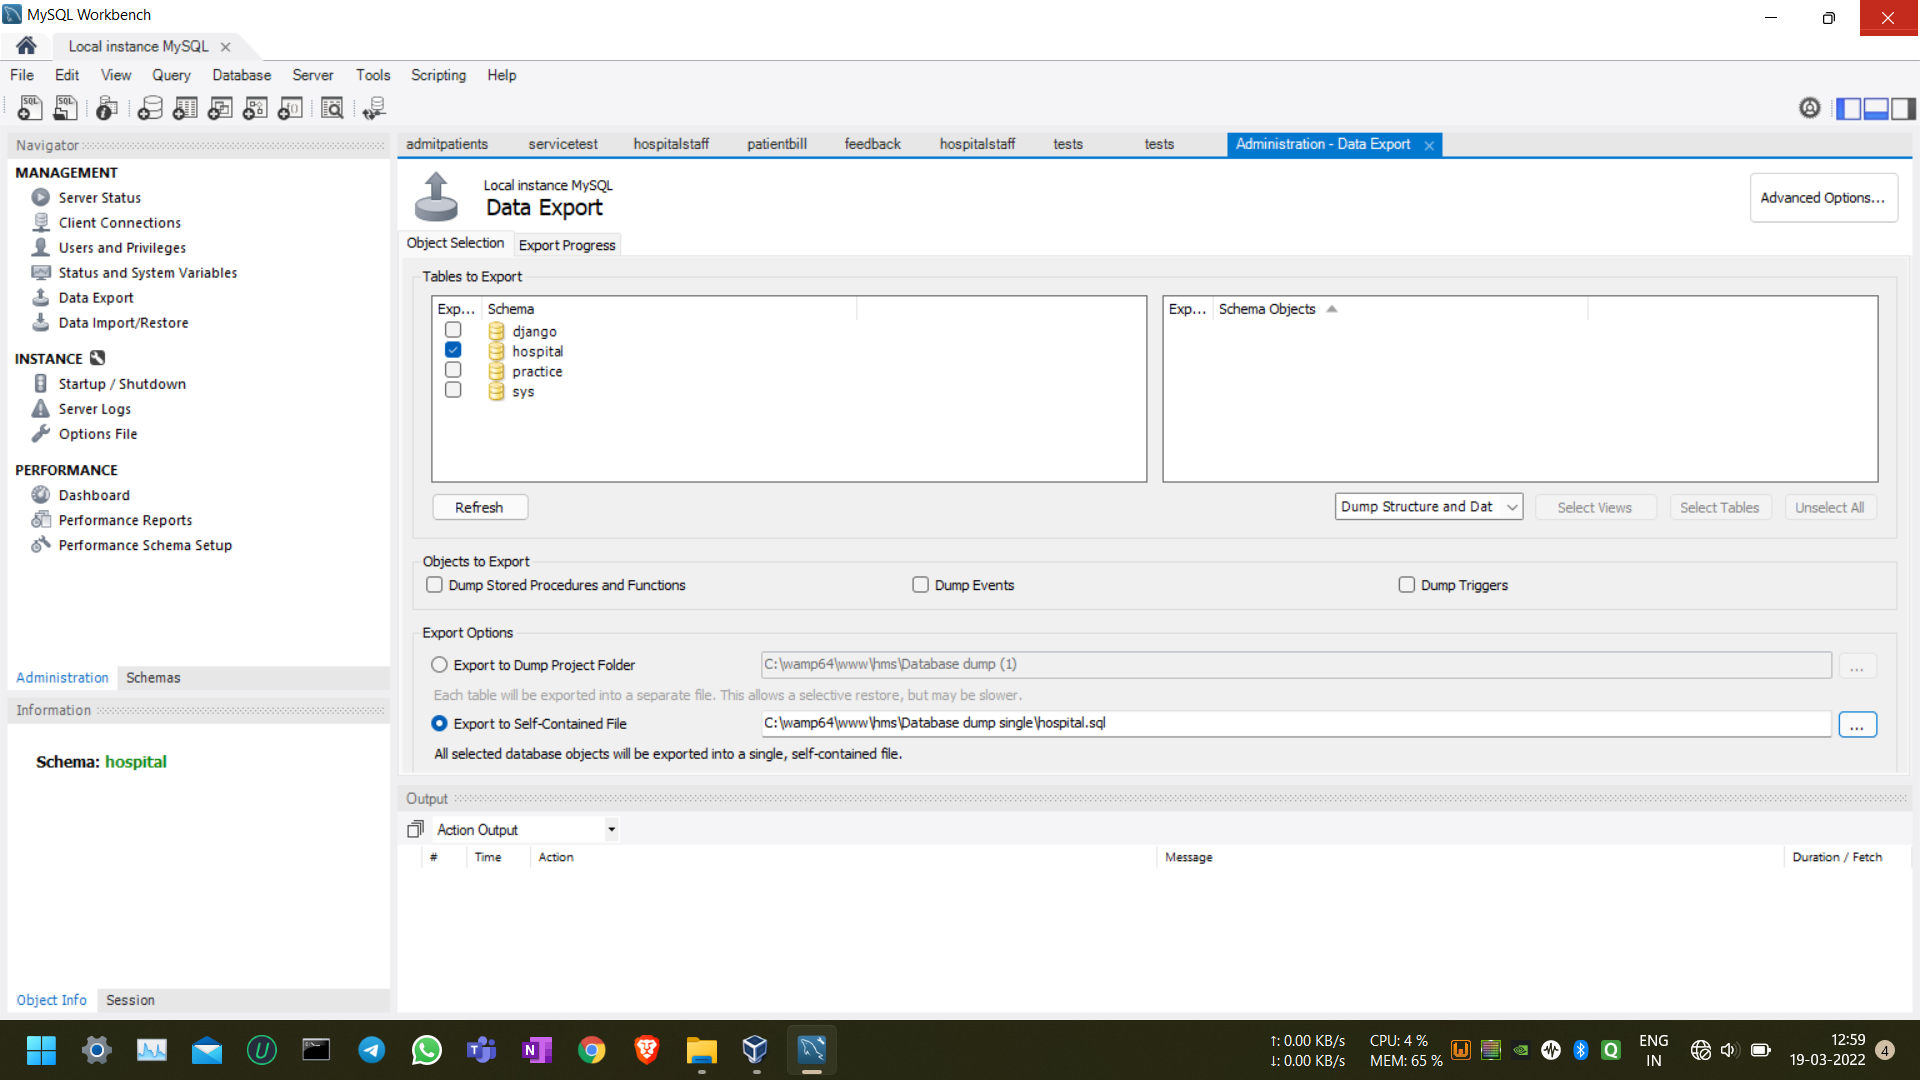 MySQL Workbench
Local instance MySQL
File Edit View Query Database Server Tools Scripting Help
Navigator
MANAGEMENT
Server Status
Client Connections
Users and Privileges
Status and System Variables
Data Export
Data Import/Restore
INSTANCE
Startup / Shutdown
Server Logs
Options File
PERFORMANCE
Dashboard
Performance Reports
Performance Schema Setup
Administration Schemas
Information
Schema: hospital
Object Info Session
admitpatients servicetest hospitalstaff patientbill feedback hospitalstaff tests tests Administration - Data Export
Local instance MySQL
Data Export
Advanced Options...
Object Selection Export Progress
Tables to Export
Exp... Schema
django
hospital
practice
sys
Exp... Schema Objects
Refresh
Dump Structure and Dat Select Views Select Tables Unselect All
Objects to Export
Dump Stored Procedures and Functions Dump Events Dump Triggers
Export Options
Export to Dump Project Folder C:\wamp64\www\hms\Database dump (1) ...
Each table will be exported into a separate file. This allows a selective restore, but may be slower.
Export to Self-Contained File C:\wamp64\www\hms\Database dump single\hospital.sql ...
All selected database objects will be exported into a single, self-contained file.
Output
Action Output
# Time Action Message Duration / Fetch
↑: 0.00 KB/s CPU: 4 % ENG 12:59
↓: 0.00 KB/s MEM: 65 % IN 19-03-2022 4